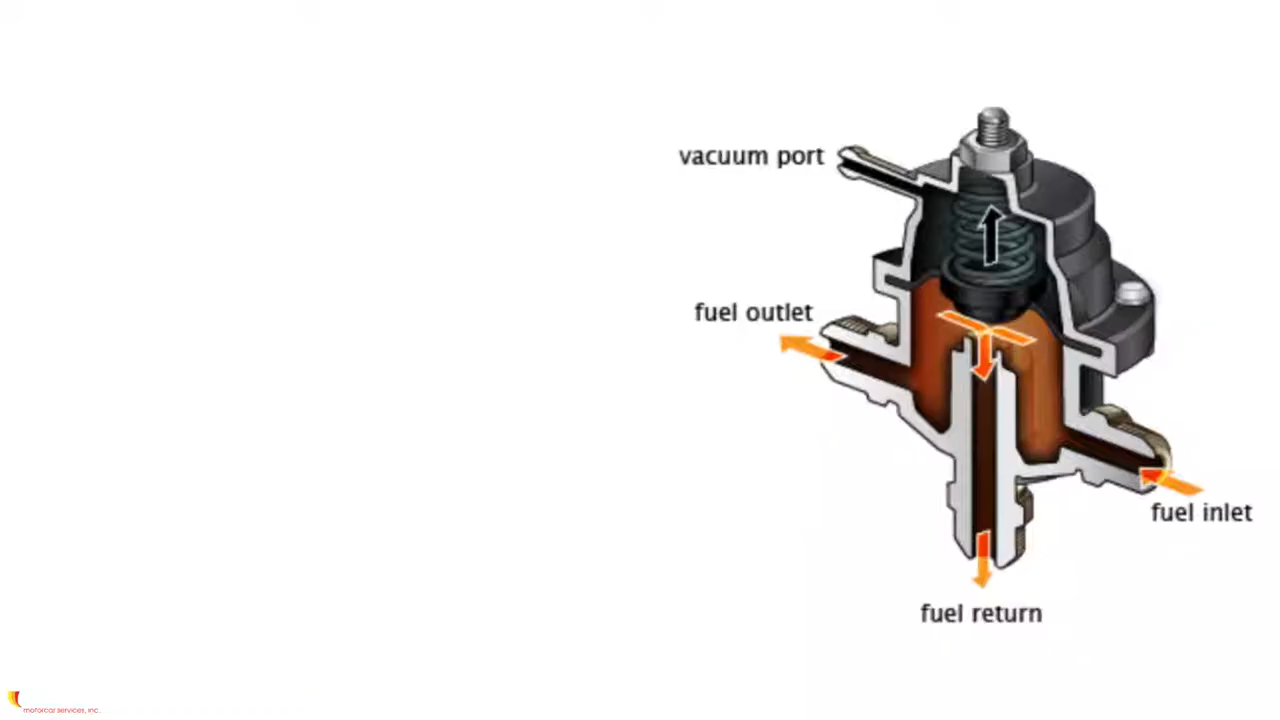 vacuum port
fuel outlet
fuel inlet
fuel return
motorcar services, inc.